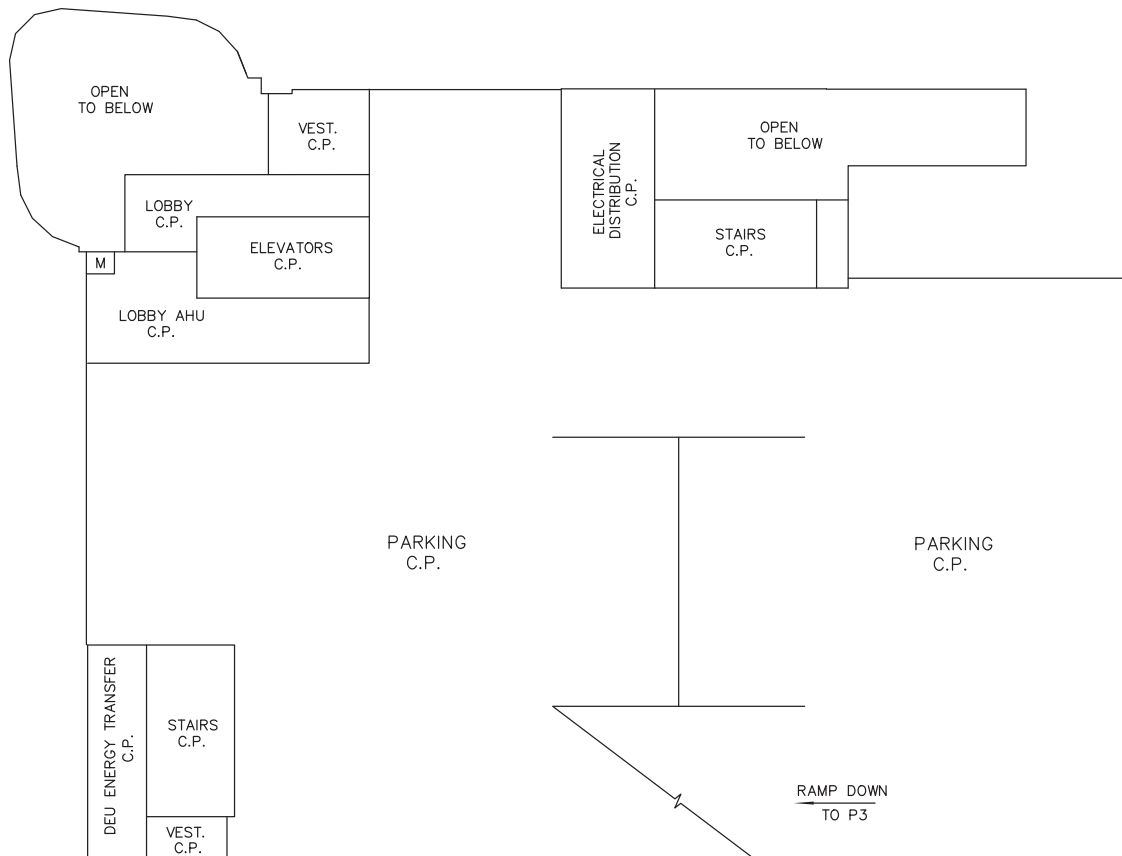 OPEN
TO BELOW
VEST.
C.P.
LOBBY
C.P.
ELEVATORS
C.P.
M
LOBBY AHU
C.P.
ELECTRICAL
DISTRIBUTION
C.P.
OPEN
TO BELOW
STAIRS
C.P.
PARKING
C.P.
PARKING
C.P.
DEU ENERGY TRANSFER
C.P.
STAIRS
C.P.
VEST.
C.P.
RAMP DOWN
TO P3